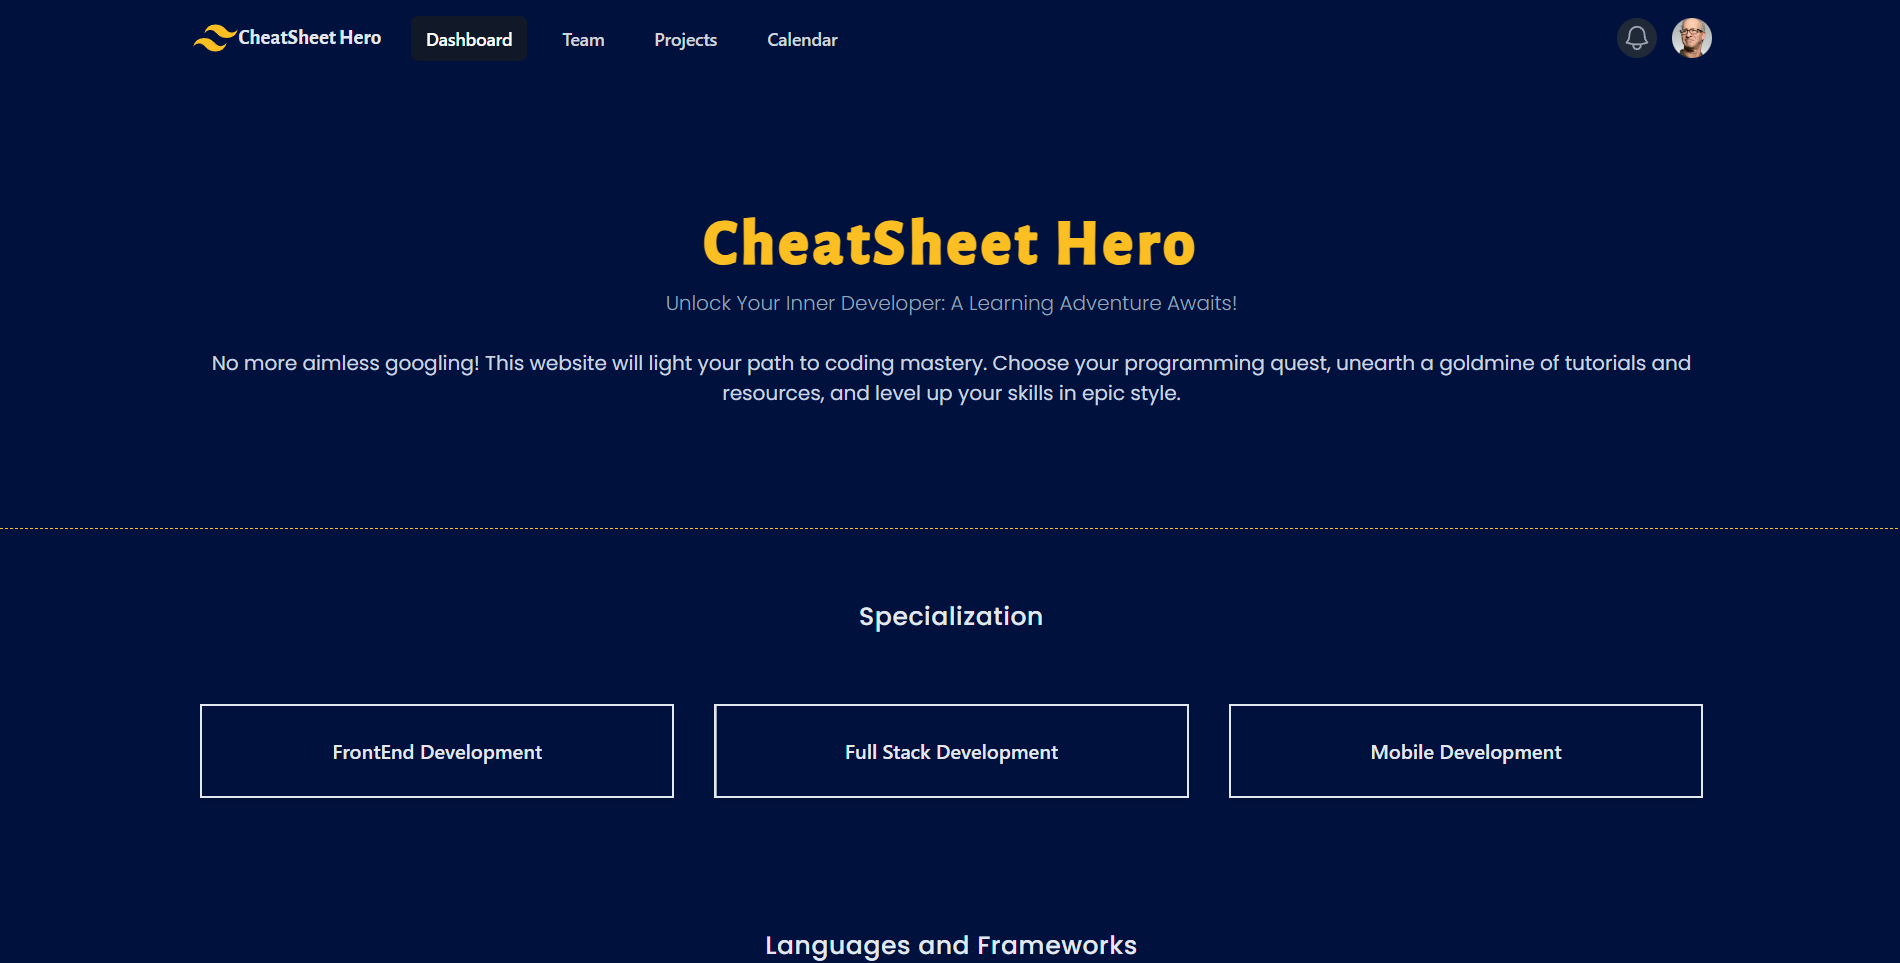 CheatSheet Hero
Dashboard
Team
Projects
Calendar
CheatSheet Hero
Unlock Your Inner Developer: A Learning Adventure Awaits!
No more aimless googling! This website will light your path to coding mastery. Choose your programming quest, unearth a goldmine of tutorials and
resources, and level up your skills in epic style.
Specialization
FrontEnd Development
Full Stack Development
Mobile Development
Languages and Frameworks